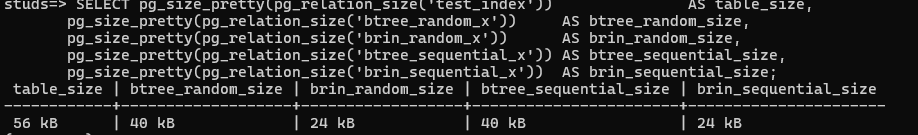 studs=> SELECT pg_size_pretty(pg_relation_size('test_index')) AS table_size,
pg_size_pretty(pg_relation_size('btree_random_x')) AS btree_random_size,
pg_size_pretty(pg_relation_size('brin_random_x')) AS brin_random_size,
pg_size_pretty(pg_relation_size('btree_sequential_x')) AS btree_sequential_size,
pg_size_pretty(pg_relation_size('brin_sequential_x')) AS brin_sequential_size;
table_size | btree_random_size | brin_random_size | btree_sequential_size | brin_sequential_size
------------+-------------------+------------------+-----------------------+----------------------
56 kB | 40 kB | 24 kB | 40 kB | 24 kB